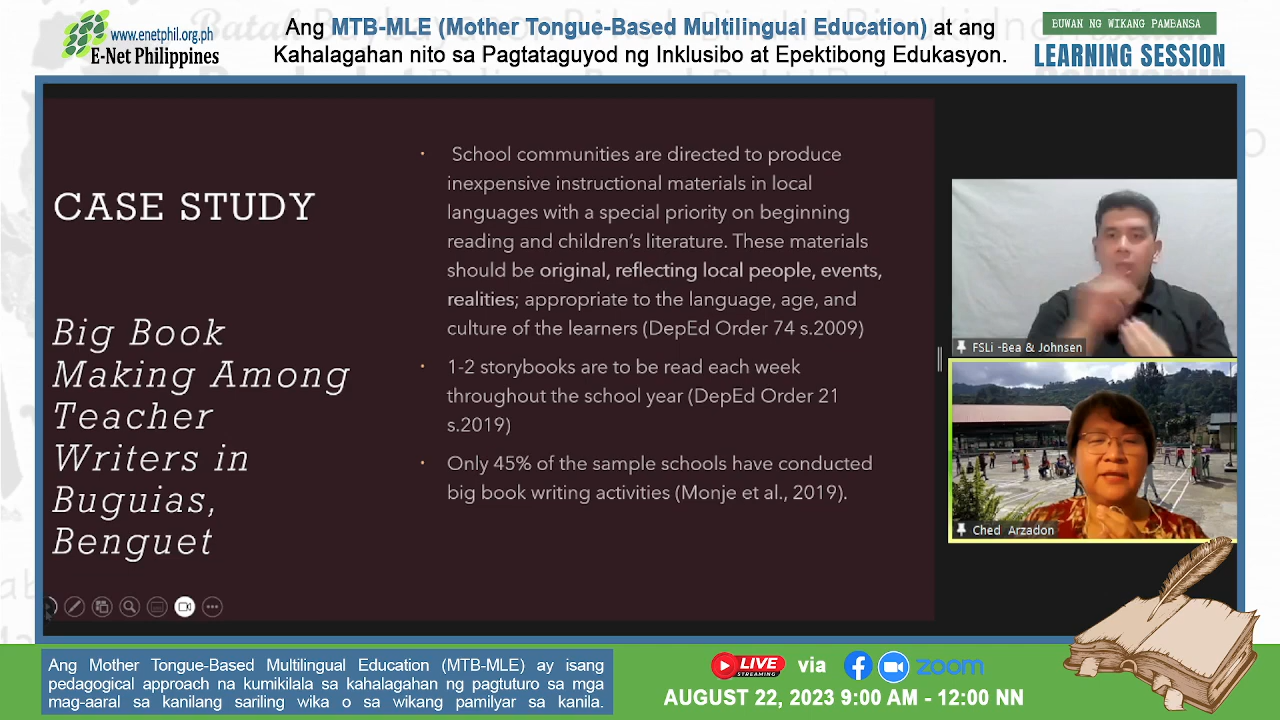 www.enetphil.org.ph
E-Net Philippines
Ang MTB-MLE (Mother Tongue-Based Multilingual Education) at ang
Kahalagahan nito sa Pagtataguyod ng Inklusibo at Epektibong Edukasyon.
BUWAN NG WIKANG PAMBANSA
LEARNING SESSION
CASE STUDY
Big Book
Making Among
Teacher
Writers in
Buguias,
Benguet
· School communities are directed to produce
inexpensive instructional materials in local
languages with a special priority on beginning
reading and children’s literature. These materials
should be original, reflecting local people, events,
realities; appropriate to the language, age, and
culture of the learners (DepEd Order 74 s.2009)
· 1-2 storybooks are to be read each week
throughout the school year (DepEd Order 21
s.2019)
· Only 45% of the sample schools have conducted
big book writing activities (Monje et al., 2019).
FSLi -Bea & Johnsen
Ched Arzadon
Ang Mother Tongue-Based Multilingual Education (MTB-MLE) ay isang
pedagogical approach na kumikilala sa kahalagahan ng pagtuturo sa mga
mag-aaral sa kanilang sariling wika o sa wikang pamilyar sa kanila.
LIVE
STREAMING
via
zoom
AUGUST 22, 2023 9:00 AM - 12:00 NN